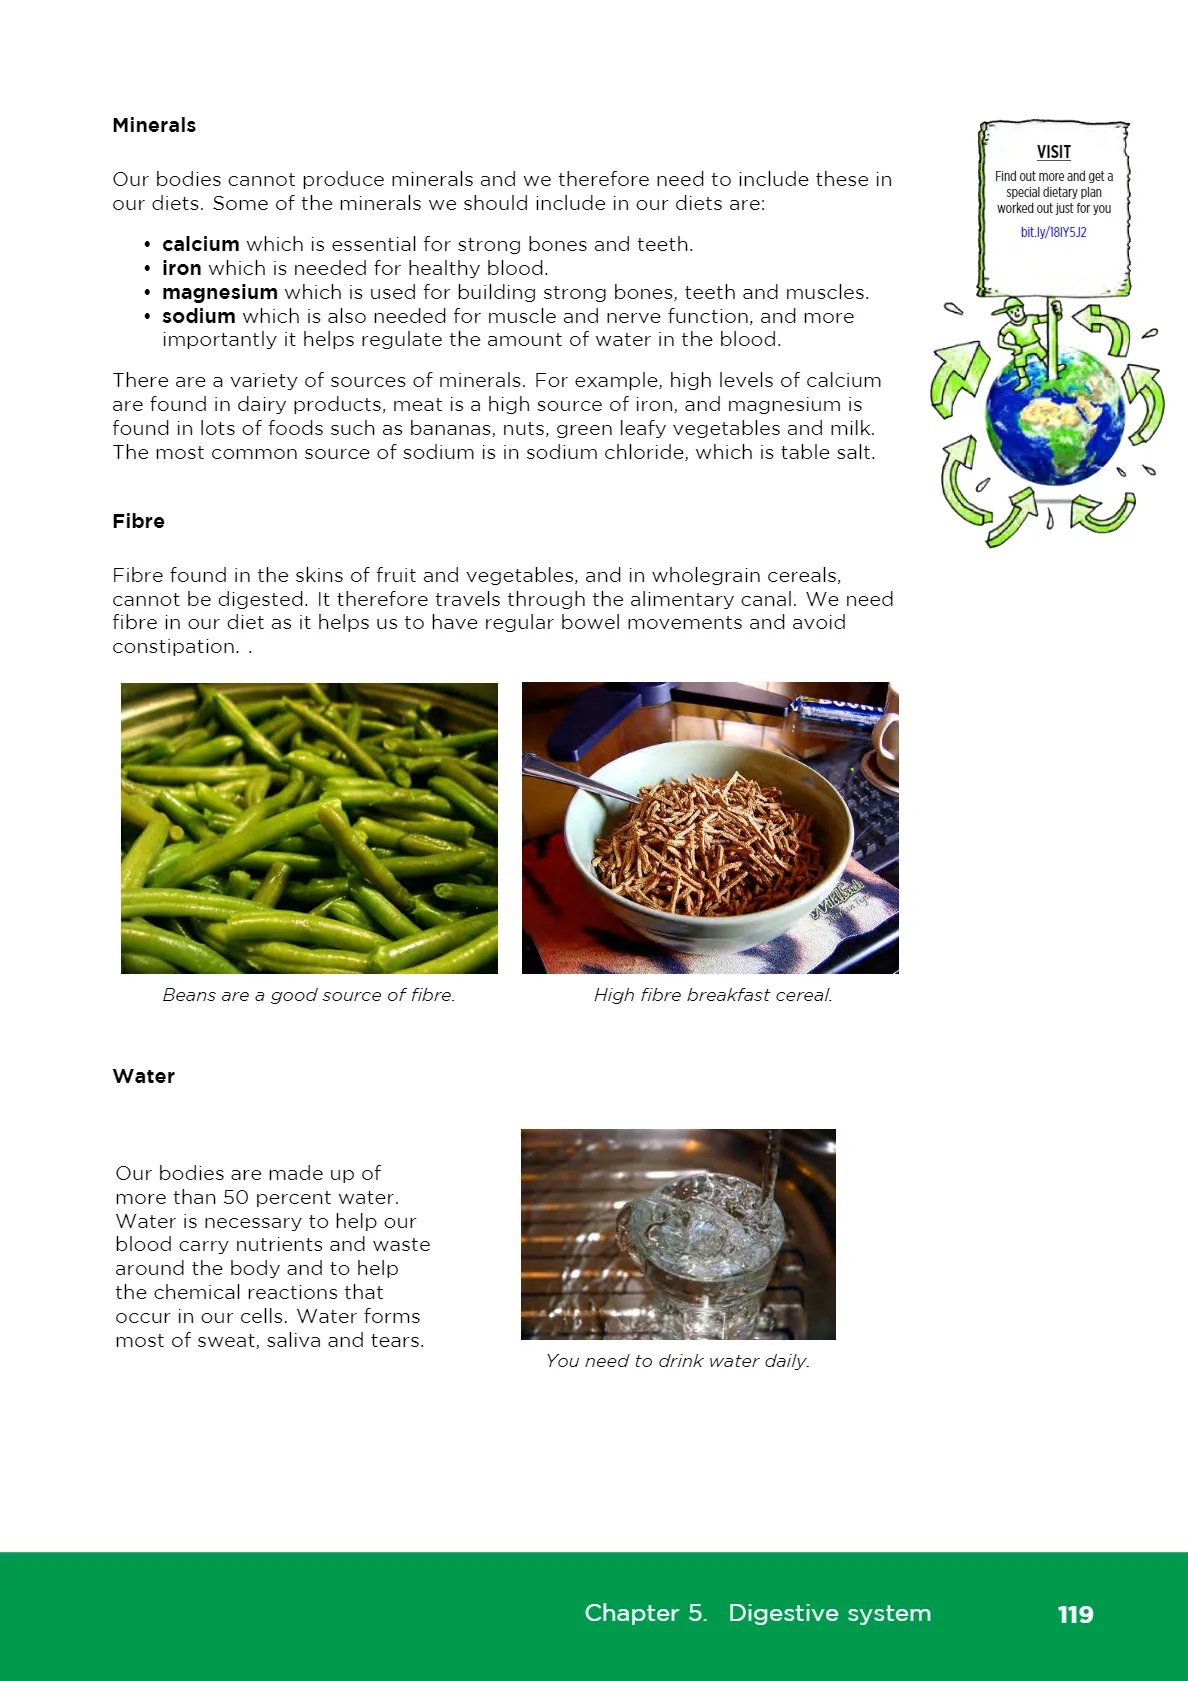 Minerals
Our bodies cannot produce minerals and we therefore need to include these in
our diets. Some of the minerals we should include in our diets are:
• calcium which is essential for strong bones and teeth.
• iron which is needed for healthy blood.
• magnesium which is used for building strong bones, teeth and muscles.
• sodium which is also needed for muscle and nerve function, and more
importantly it helps regulate the amount of water in the blood.
There are a variety of sources of minerals. For example, high levels of calcium
are found in dairy products, meat is a high source of iron, and magnesium is
found in lots of foods such as bananas, nuts, green leafy vegetables and milk.
The most common source of sodium is in sodium chloride, which is table salt.
VISIT
Find out more and get a
special dietary plan
worked out just for you
bit.ly/18IY5J2
Fibre
Fibre found in the skins of fruit and vegetables, and in wholegrain cereals,
cannot be digested. It therefore travels through the alimentary canal. We need
fibre in our diet as it helps us to have regular bowel movements and avoid
constipation. .
Beans are a good source of fibre.
High fibre breakfast cereal.
Water
Our bodies are made up of
more than 50 percent water.
Water is necessary to help our
blood carry nutrients and waste
around the body and to help
the chemical reactions that
occur in our cells. Water forms
most of sweat, saliva and tears.
You need to drink water daily.
Chapter 5. Digestive system 119